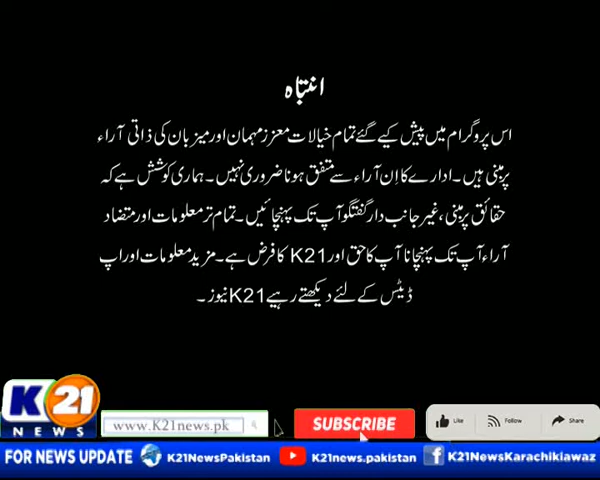 انتباہ
اس پروگرام میں پیش کیے گئے تمام خیالات معزز مہمان اور میزبان کی ذاتی آراء
پر مبنی ہیں۔ ادارے کا اِن آراء سے متفق ہونا ضروری نہیں۔ ہماری کوشش ہے کہ
حقائق پر مبنی، غیر جانب دار گفتگو آپ تک پہنچائیں۔ تمام تر معلومات اور متضاد
آراء آپ تک پہنچانا آپ کا حق اور K21 کا فرض ہے۔ مزید معلومات اور اپ
ڈیٹس کے لئے دیکھتے رہیے K21 نیوز۔
K21
NEWS
www.K21news.pk
SUBSCRIBE
Like
Follow
Share
FOR NEWS UPDATE
K21NewsPakistan
K21news.pakistan
K21NewsKarachikiawaz